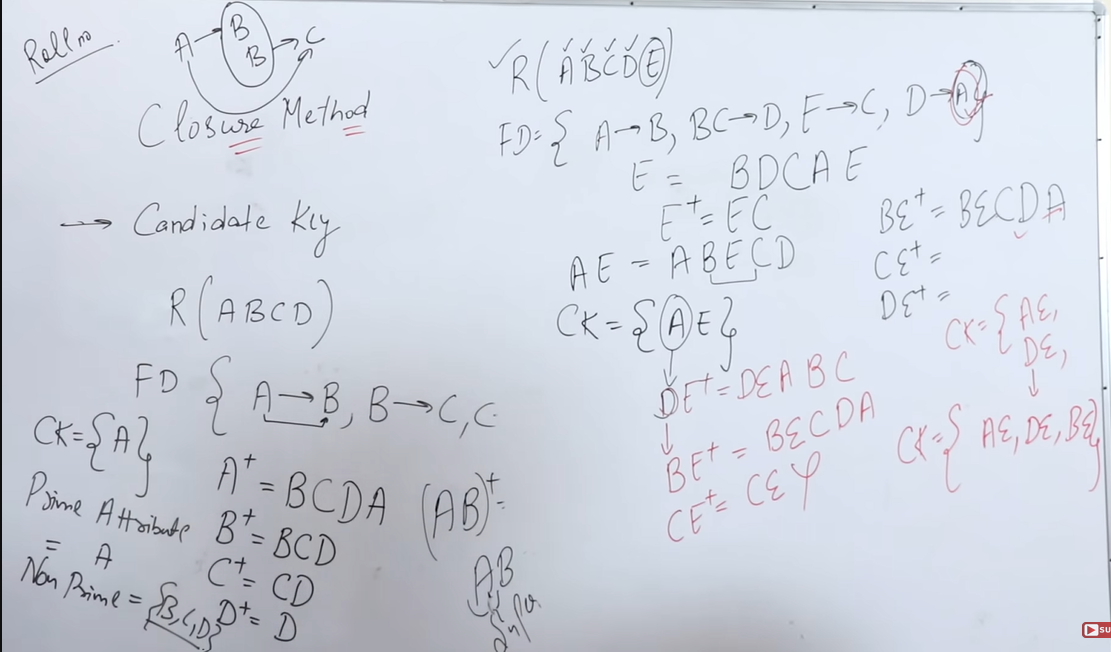 Roll no
A → B
B → C
Closure Method
→ Candidate Key
R(ABCD)
FD { A → B, B → C, C
CK = {A}
A⁺ = BCDA
(AB)⁺ =
Prime Attribute
= A
B⁺ = BCD
C⁺ = CD
AB
Non Prime = {B,C,D}
D⁺ = D
R(ABCDE)
FD = { A → B, BC → D, E → C, D → A}
E = BDCAE
E⁺ = EC
AE = ABECD
CK = {AE}
DE⁺ = DEABC
BE⁺ = BECDA
CE⁺ = CE
BE⁺ = BECDA
CE⁺ =
DE⁺ =
CK = { AE,
DE,
CK = { AE, DE, BE}
SU